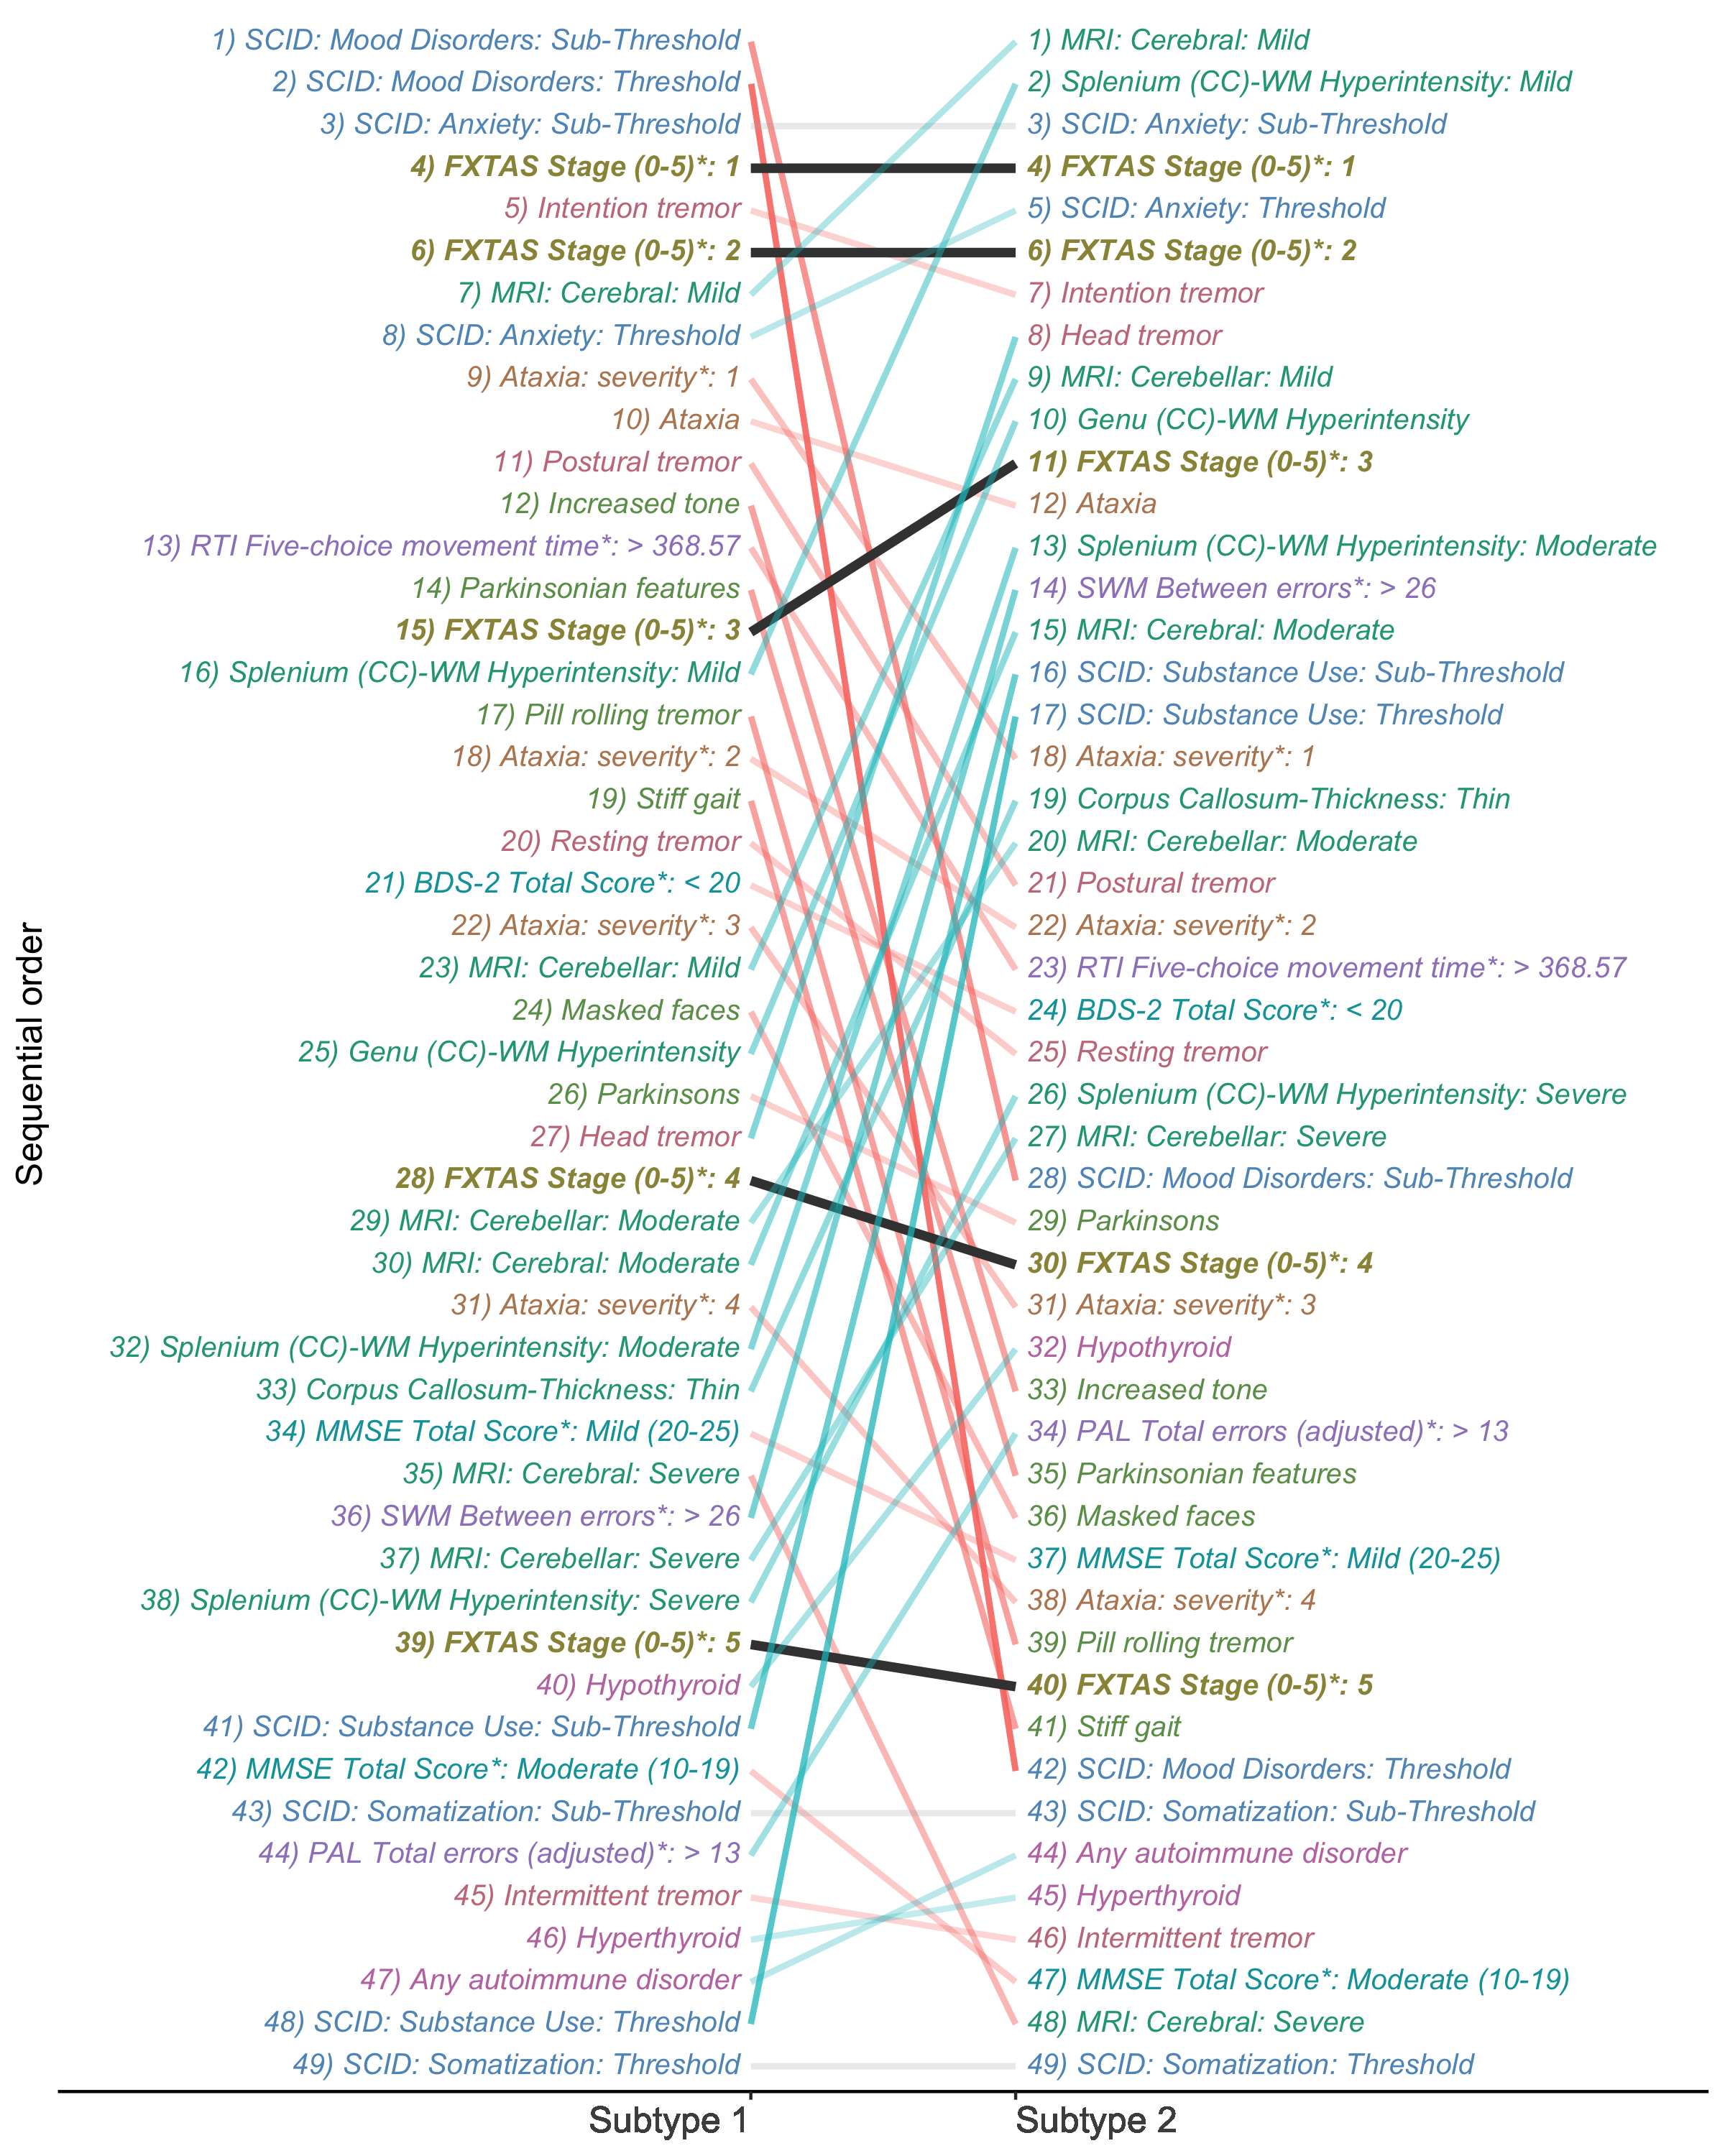 Sequential order
1) SCID: Mood Disorders: Sub-Threshold
2) SCID: Mood Disorders: Threshold
3) SCID: Anxiety: Sub-Threshold
4) FXTAS Stage (0-5)*: 1
5) Intention tremor
6) FXTAS Stage (0-5)*: 2
7) MRI: Cerebral: Mild
8) SCID: Anxiety: Threshold
9) Ataxia: severity*: 1
10) Ataxia
11) Postural tremor
12) Increased tone
13) RTI Five-choice movement time*: > 368.57
14) Parkinsonian features
15) FXTAS Stage (0-5)*: 3
16) Splenium (CC)-WM Hyperintensity: Mild
17) Pill rolling tremor
18) Ataxia: severity*: 2
19) Stiff gait
20) Resting tremor
21) BDS-2 Total Score*: < 20
22) Ataxia: severity*: 3
23) MRI: Cerebellar: Mild
24) Masked faces
25) Genu (CC)-WM Hyperintensity
26) Parkinsons
27) Head tremor
28) FXTAS Stage (0-5)*: 4
29) MRI: Cerebellar: Moderate
30) MRI: Cerebral: Moderate
31) Ataxia: severity*: 4
32) Splenium (CC)-WM Hyperintensity: Moderate
33) Corpus Callosum-Thickness: Thin
34) MMSE Total Score*: Mild (20-25)
35) MRI: Cerebral: Severe
36) SWM Between errors*: > 26
37) MRI: Cerebellar: Severe
38) Splenium (CC)-WM Hyperintensity: Severe
39) FXTAS Stage (0-5)*: 5
40) Hypothyroid
41) SCID: Substance Use: Sub-Threshold
42) MMSE Total Score*: Moderate (10-19)
43) SCID: Somatization: Sub-Threshold
44) PAL Total errors (adjusted)*: > 13
45) Intermittent tremor
46) Hyperthyroid
47) Any autoimmune disorder
48) SCID: Substance Use: Threshold
49) SCID: Somatization: Threshold
1) MRI: Cerebral: Mild
2) Splenium (CC)-WM Hyperintensity: Mild
3) SCID: Anxiety: Sub-Threshold
4) FXTAS Stage (0-5)*: 1
5) SCID: Anxiety: Threshold
6) FXTAS Stage (0-5)*: 2
7) Intention tremor
8) Head tremor
9) MRI: Cerebellar: Mild
10) Genu (CC)-WM Hyperintensity
11) FXTAS Stage (0-5)*: 3
12) Ataxia
13) Splenium (CC)-WM Hyperintensity: Moderate
14) SWM Between errors*: > 26
15) MRI: Cerebral: Moderate
16) SCID: Substance Use: Sub-Threshold
17) SCID: Substance Use: Threshold
18) Ataxia: severity*: 1
19) Corpus Callosum-Thickness: Thin
20) MRI: Cerebellar: Moderate
21) Postural tremor
22) Ataxia: severity*: 2
23) RTI Five-choice movement time*: > 368.57
24) BDS-2 Total Score*: < 20
25) Resting tremor
26) Splenium (CC)-WM Hyperintensity: Severe
27) MRI: Cerebellar: Severe
28) SCID: Mood Disorders: Sub-Threshold
29) Parkinsons
30) FXTAS Stage (0-5)*: 4
31) Ataxia: severity*: 3
32) Hypothyroid
33) Increased tone
34) PAL Total errors (adjusted)*: > 13
35) Parkinsonian features
36) Masked faces
37) MMSE Total Score*: Mild (20-25)
38) Ataxia: severity*: 4
39) Pill rolling tremor
40) FXTAS Stage (0-5)*: 5
41) Stiff gait
42) SCID: Mood Disorders: Threshold
43) SCID: Somatization: Sub-Threshold
44) Any autoimmune disorder
45) Hyperthyroid
46) Intermittent tremor
47) MMSE Total Score*: Moderate (10-19)
48) MRI: Cerebral: Severe
49) SCID: Somatization: Threshold
Subtype 1
Subtype 2